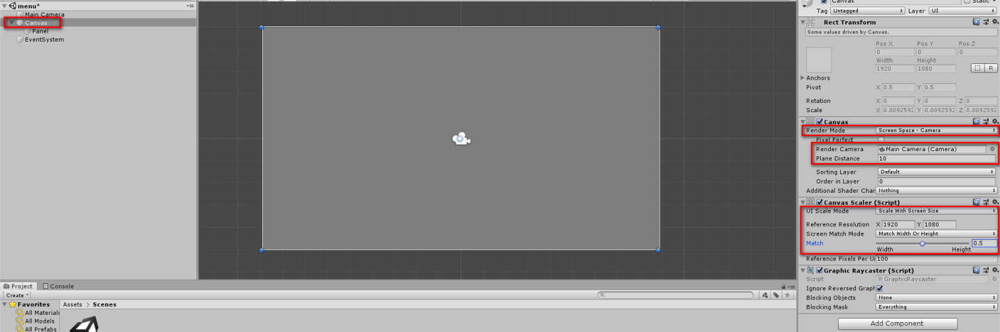 menu*
Main Camera
Canvas
Panel
EventSystem
Project
Console
Create
Favorites
All Materials
All Models
All Prefabs
Assets > Scenes
Canvas
Static
Tag Untagged Layer UI
Rect Transform
Some values driven by Canvas.
Pos X Pos Y Pos Z
0 0 0
Width Height
1920 1080
R
Anchors
Pivot X 0.5 Y 0.5
Rotation X 0 Y 0 Z 0
Scale X 0.0092592 Y 0.0092592 Z 0.0092592
Canvas
Render Mode Screen Space - Camera
Pixel Perfect
Render Camera Main Camera (Camera)
Plane Distance 10
Sorting Layer Default
Order in Layer 0
Additional Shader Char Nothing
Canvas Scaler (Script)
UI Scale Mode Scale With Screen Size
Reference Resolution X 1920 Y 1080
Screen Match Mode Match Width Or Height
Match 0.5
Width Height
Reference Pixels Per U 100
Graphic Raycaster (Script)
Script GraphicRaycaster
Ignore Reversed Graph
Blocking Objects None
Blocking Mask Everything
Add Component